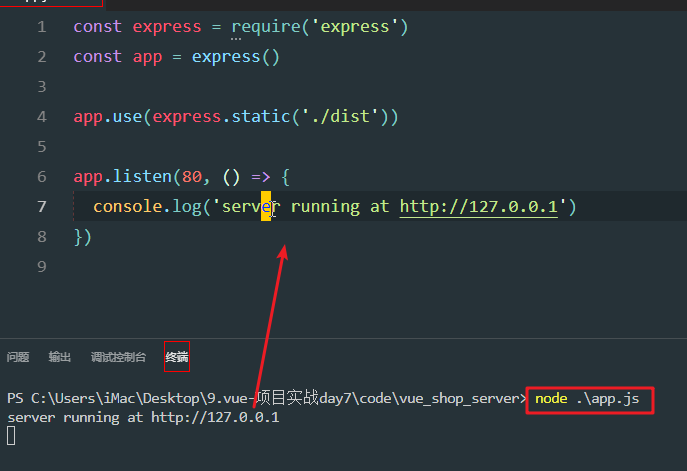 1 const express = require('express')
2 const app = express()
3
4 app.use(express.static('./dist'))
5
6 app.listen(80, () => {
7 console.log('server running at http://127.0.0.1')
8 })
9
问题 输出 调试控制台 终端
PS C:\Users\iMac\Desktop\9.vue-项目实战day7\code\vue_shop_server> node .\app.js
server running at http://127.0.0.1